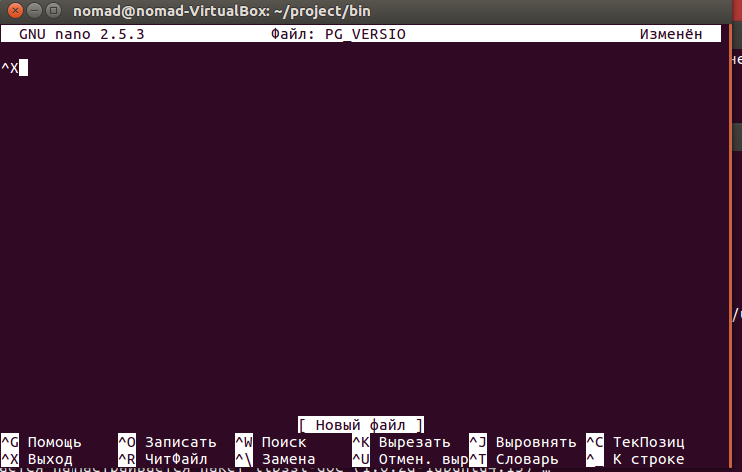 nomad@nomad-VirtualBox: ~/project/bin
GNU nano 2.5.3 Файл: PG_VERSIO Изменён
^X
[ Новый файл ]
^G Помощь ^O Записать ^W Поиск ^K Вырезать ^J Выровнять ^C ТекПозиц
^X Выход ^R ЧитФайл ^\ Замена ^U Отмен. выр ^T Словарь ^_ К строке